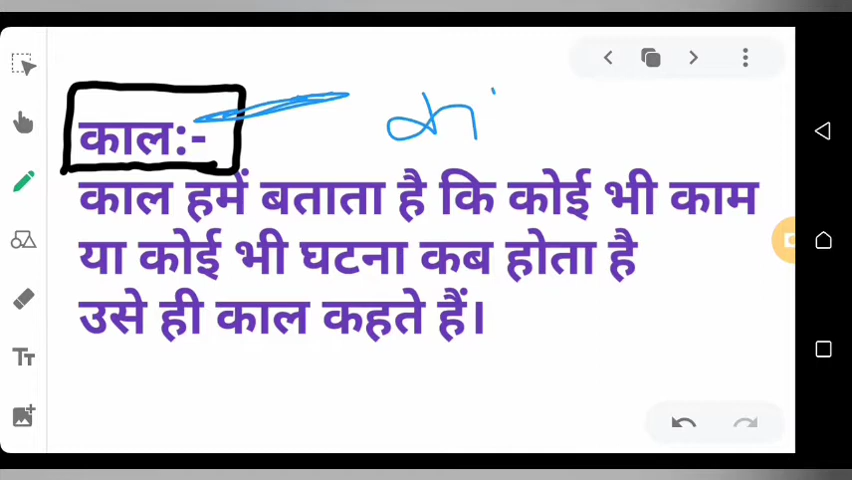 काल:-
काल हमें बताता है कि कोई भी काम
या कोई भी घटना कब होता है
उसे ही काल कहते हैं।